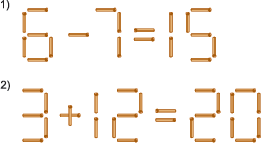 1)
6 - 7 = 15
2)
3 + 12 = 20